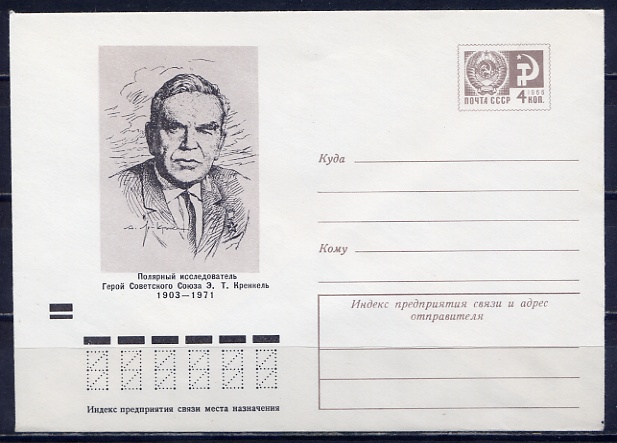 1966
ПОЧТА СССР 4 КОП.
Полярный исследователь
Герой Советского Союза Э. Т. Кренкель
1903—1971
Куда
Кому
Индекс предприятия связи и адрес
отправителя
Индекс предприятия связи места назначения